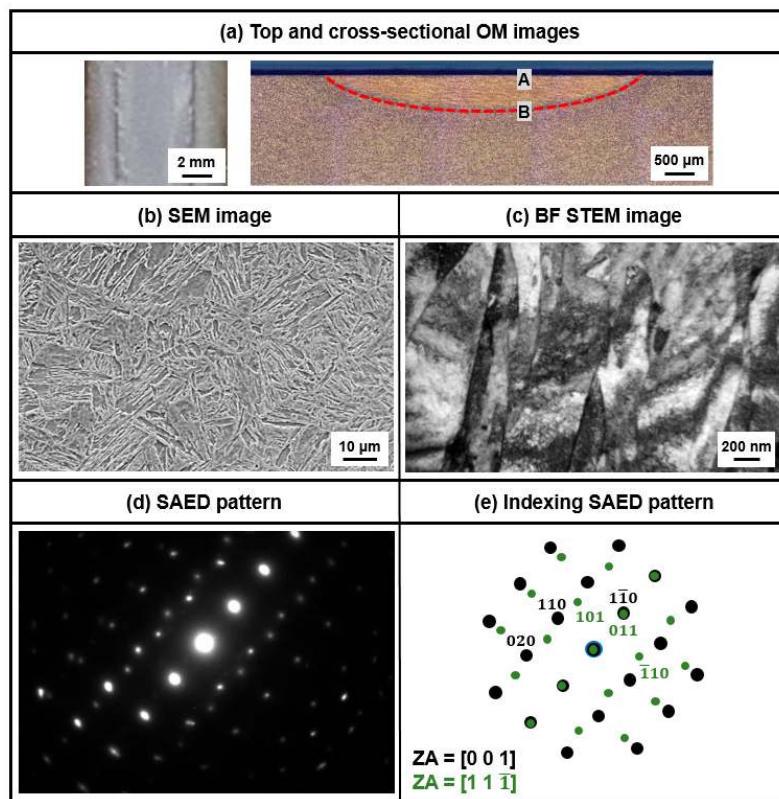 (a) Top and cross-sectional OM images
A
B
2 mm
500 µm
(b) SEM image
(c) BF STEM image
10 µm
200 nm
(d) SAED pattern
(e) Indexing SAED pattern
11̅0
110
101
011
020
1̅10
ZA = [0 0 1]
ZA = [1 1 1̅]